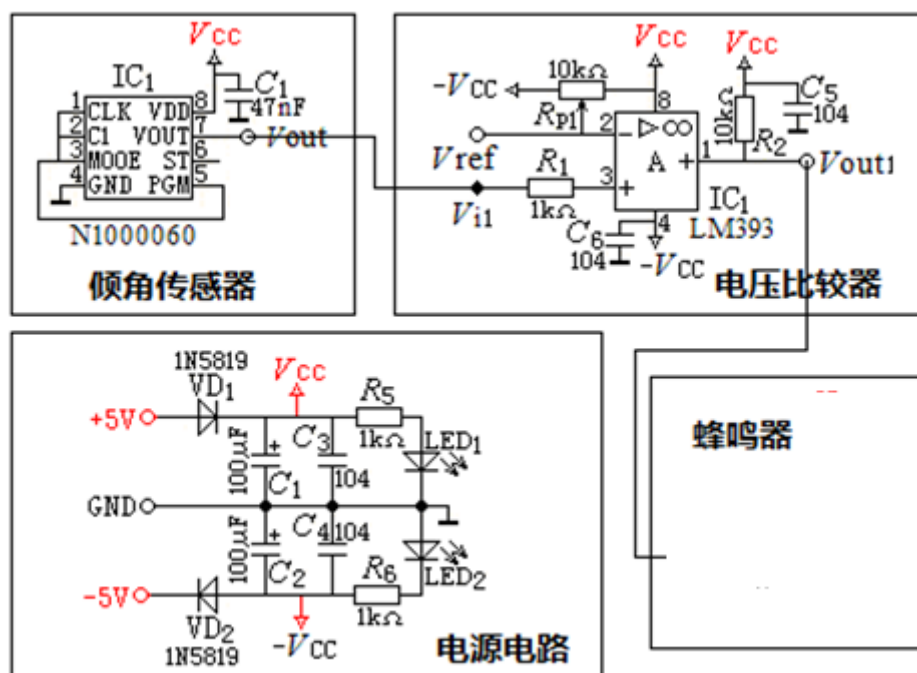 VCC
IC1
C1
47nF
1
CLK VDD
8
2
C1 VOUT
7
Vout
3
MOOE ST
6
4
GND PGM
5
N1000060
倾角传感器
VCC
VCC
10kΩ
-VCC
RP1
8
C5
104
10kΩ
R2
2
- ▷ ∞
Vref
A +
1
Vout1
R1
3
+
1kΩ
Vi1
IC1
LM393
4
C6
104
-VCC
电压比较器
1N5819
VD1
VCC
R5
+5V
1kΩ
LED1
100μF
+
C1
C3
104
GND
100μF
+
C2
C4
104
R6
LED2
-5V
1kΩ
VD2
1N5819
-VCC
电源电路
蜂鸣器